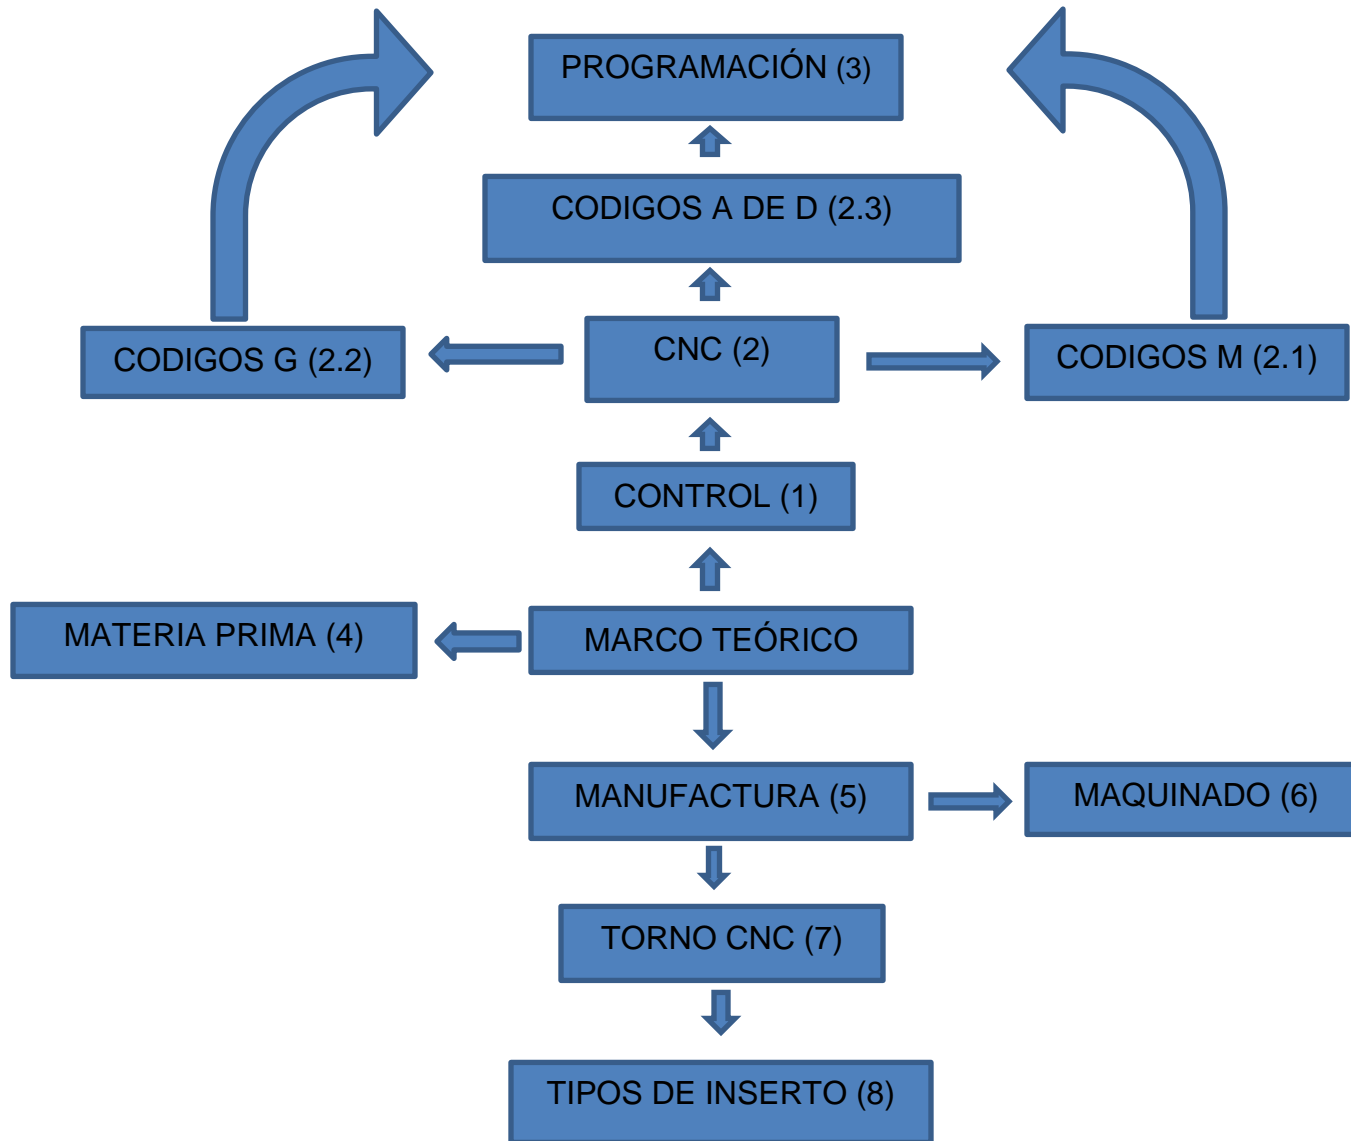 PROGRAMACIÓN (3)
CODIGOS A DE D (2.3)
CODIGOS G (2.2)
CNC (2)
CODIGOS M (2.1)
CONTROL (1)
MATERIA PRIMA (4)
MARCO TEÓRICO
MANUFACTURA (5)
MAQUINADO (6)
TORNO CNC (7)
TIPOS DE INSERTO (8)